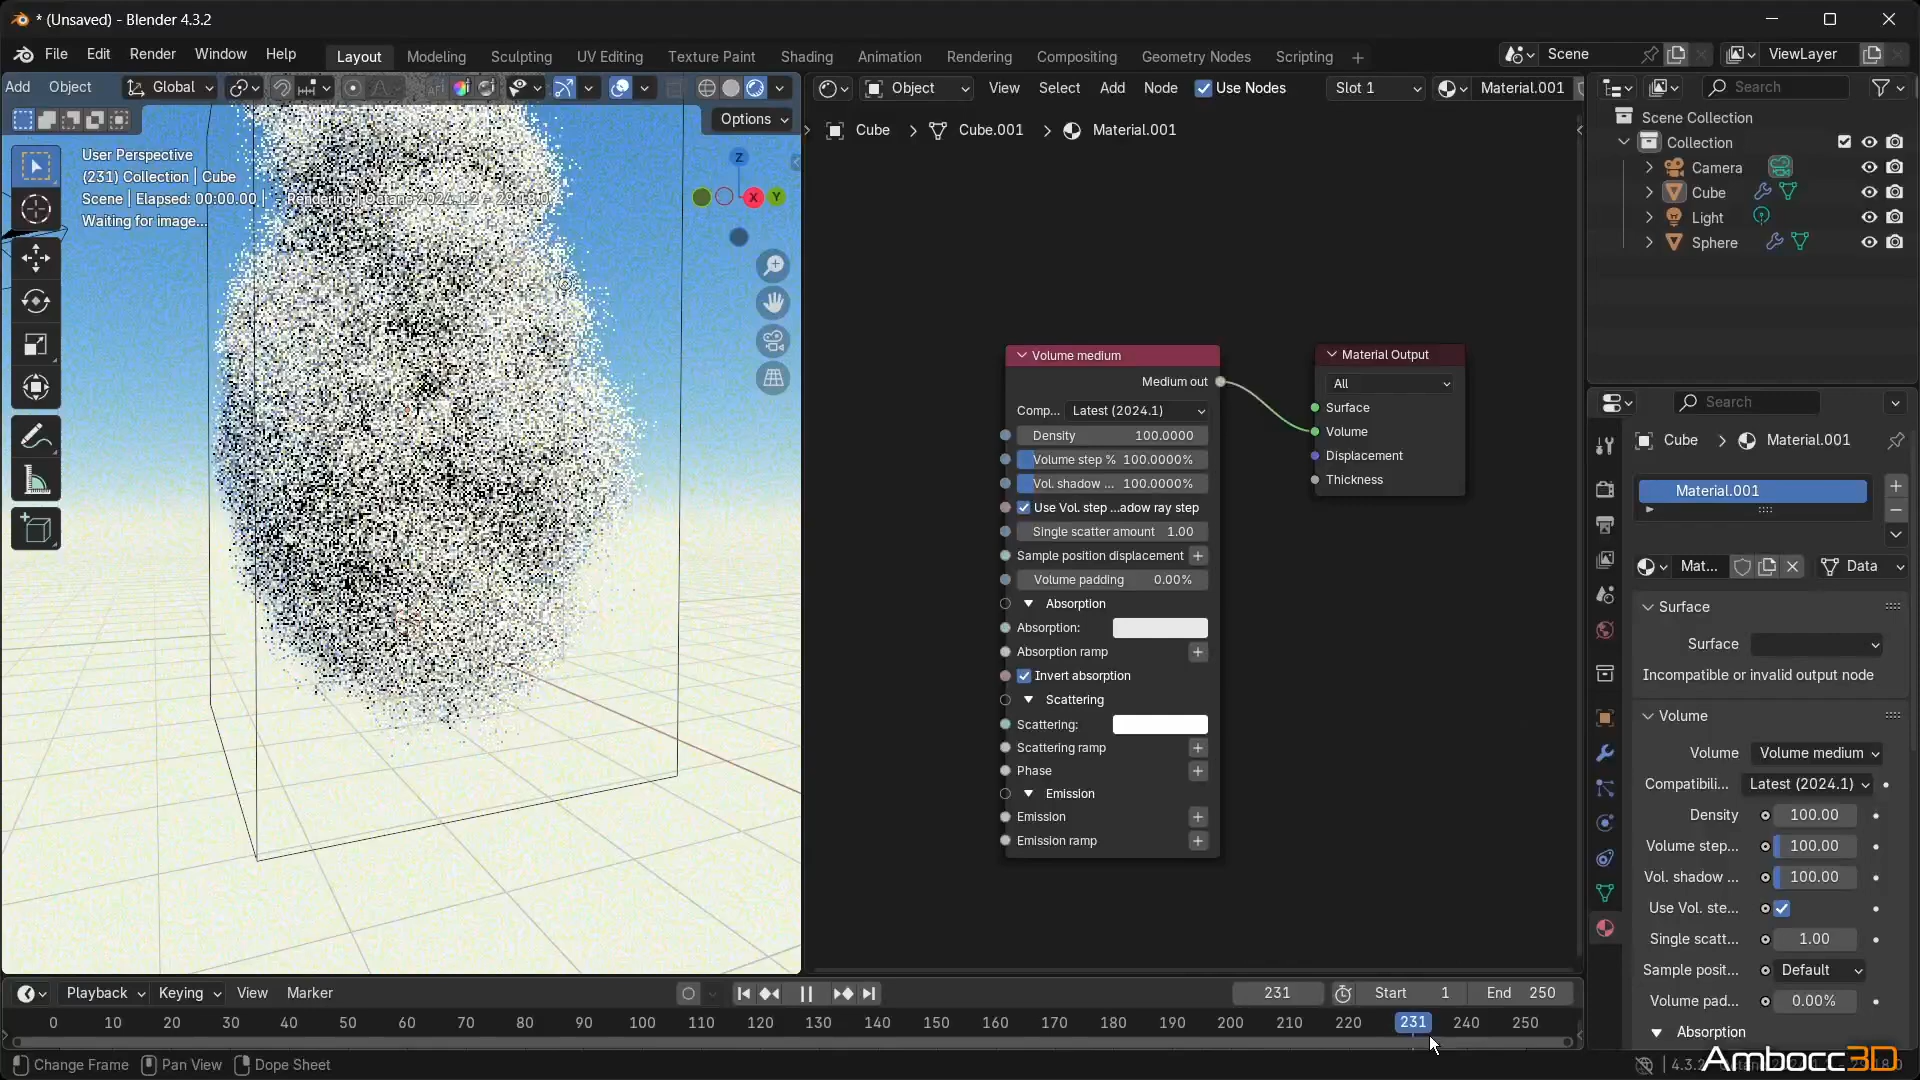 * (Unsaved) - Blender 4.3.2
File Edit Render Window Help
Layout Modeling Sculpting UV Editing Texture Paint Shading Animation Rendering Compositing Geometry Nodes Scripting +
Scene
ViewLayer
Add Object Global
Options
User Perspective
(231) Collection | Cube
Scene | Elapsed: 00:00.00 | Rendering | Octane 2024.1.2 - 29.18.0
Waiting for image...
Z
X
Y
Object View Select Add Node Use Nodes Slot 1 Material.001
Cube > Cube.001 > Material.001
Volume medium
Medium out
Comp... Latest (2024.1)
Density 100.0000
Volume step % 100.0000%
Vol. shadow ... 100.0000%
Use Vol. step ...adow ray step
Single scatter amount 1.00
Sample position displacement
Volume padding 0.00%
Absorption
Absorption:
Absorption ramp
Invert absorption
Scattering
Scattering:
Scattering ramp
Phase
Emission
Emission
Emission ramp
Material Output
All
Surface
Volume
Displacement
Thickness
Search
Scene Collection
Collection
Camera
Cube
Light
Sphere
Search
Cube > Material.001
Material.001
Mat... Data
Surface
Surface
Incompatible or invalid output node
Volume
Volume Volume medium
Compatibili... Latest (2024.1)
Density 100.00
Volume step... 100.00
Vol. shadow ... 100.00
Use Vol. ste...
Single scatt... 1.00
Sample posit... Default
Volume pad... 0.00%
Absorption
Playback Keying View Marker
231 Start 1 End 250
0 10 20 30 40 50 60 70 80 90 100 110 120 130 140 150 160 170 180 190 200 210 220 231 240 250
Change Frame Pan View Dope Sheet
4.3.2
Ambocc3D